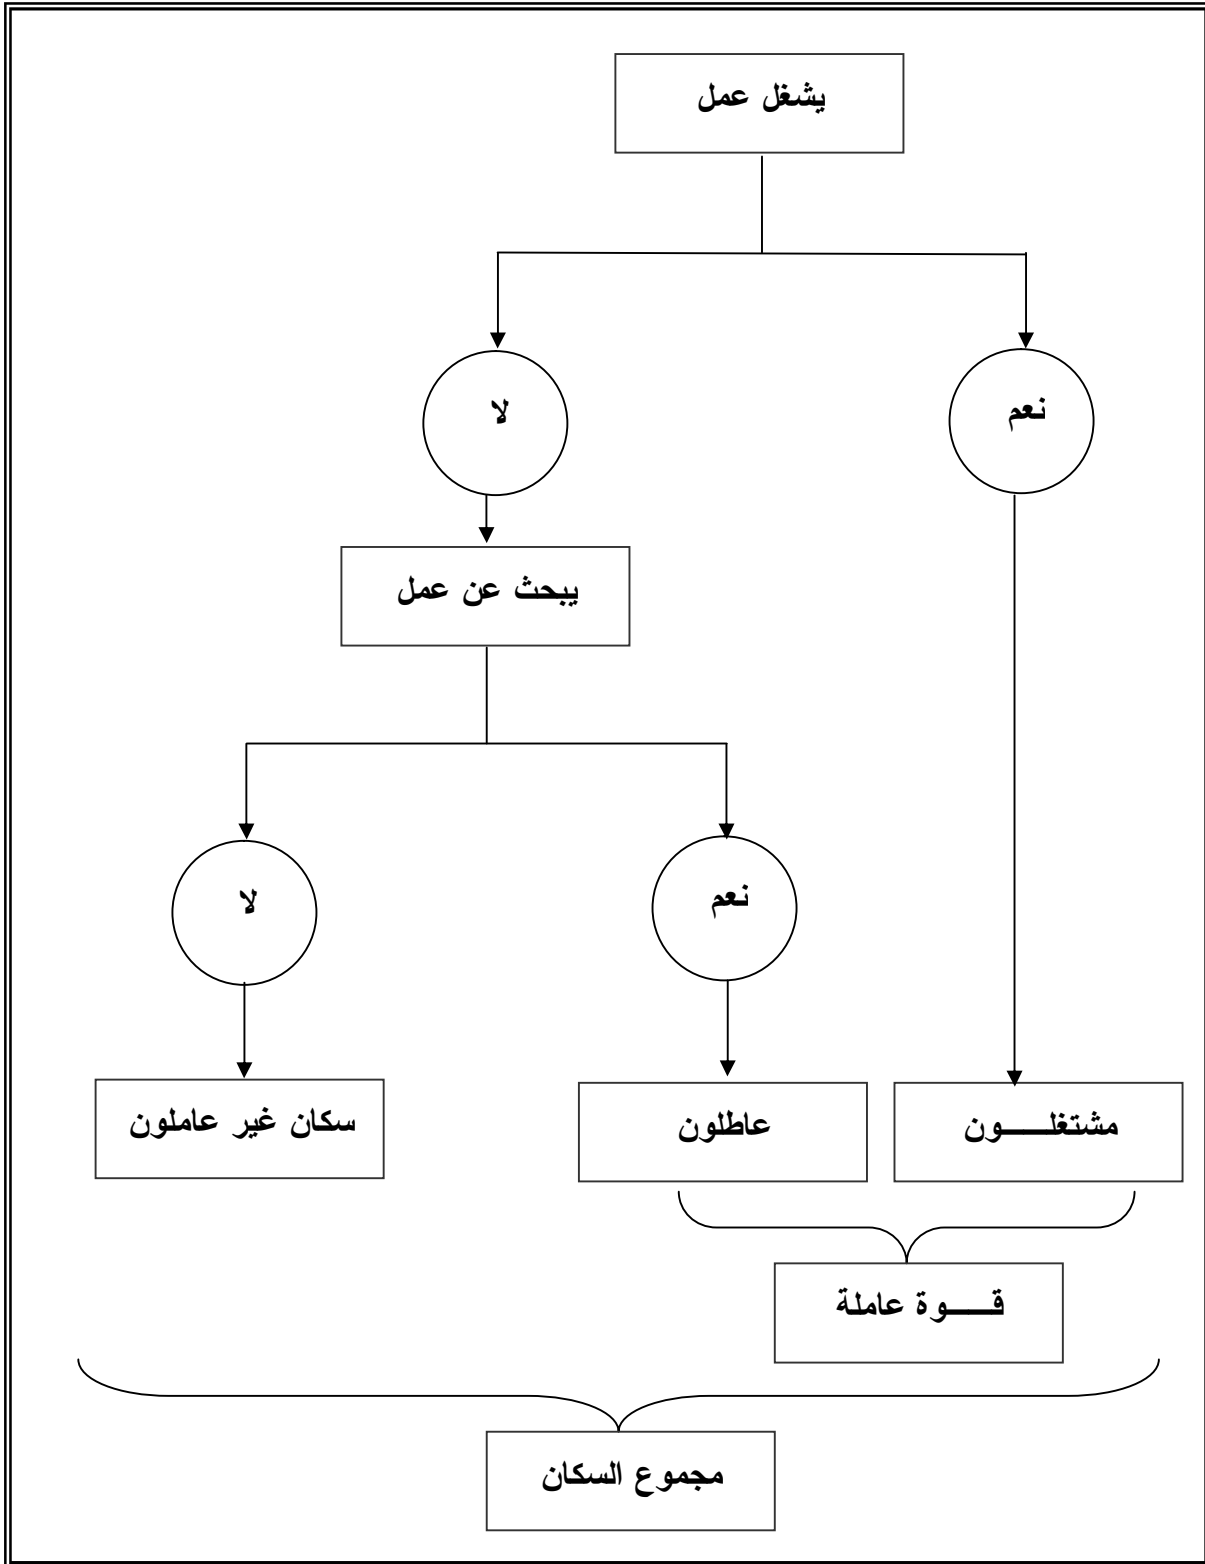 يشغل عمل
نعم
لا
يبحث عن عمل
نعم
لا
مشتغلـــــون
عاطلون
سكان غير عاملون
قـــــوة عاملة
مجموع السكان